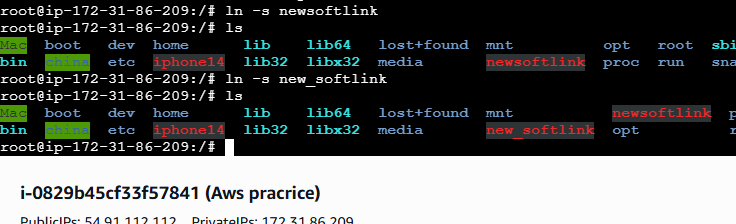 root@ip-172-31-86-209:/# ln -s newsoftlink
root@ip-172-31-86-209:/# ls
Mac boot dev home lib lib64 lost+found mnt opt root sbi
bin china etc iphone14 lib32 libx32 media newsoftlink proc run sna
root@ip-172-31-86-209:/# ln -s new_softlink
root@ip-172-31-86-209:/# ls
Mac boot dev home lib lib64 lost+found mnt newsoftlink p
bin china etc iphone14 lib32 libx32 media new_softlink opt r
root@ip-172-31-86-209:/#
i-0829b45cf33f57841 (Aws pracrice)
PublicIPs: 54.91.112.112 PrivateIPs: 172.31.86.209